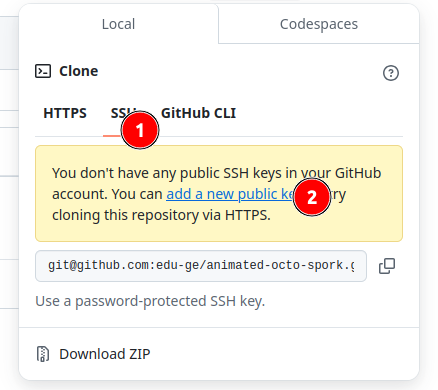 Local Codespaces
Clone
HTTPS SSH GitHub CLI
1
You don't have any public SSH keys in your GitHub
account. You can add a new public ke ry
2
cloning this repository via HTTPS.
git@github.com:edu-ge/animated-octo-spork.g
Use a password-protected SSH key.
Download ZIP